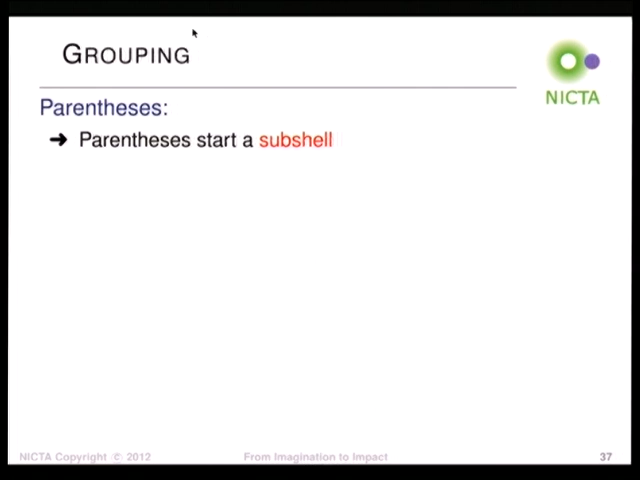 GROUPING
NICTA
Parentheses:
➜ Parentheses start a subshell
NICTA Copyright © 2012 From Imagination to Impact 37